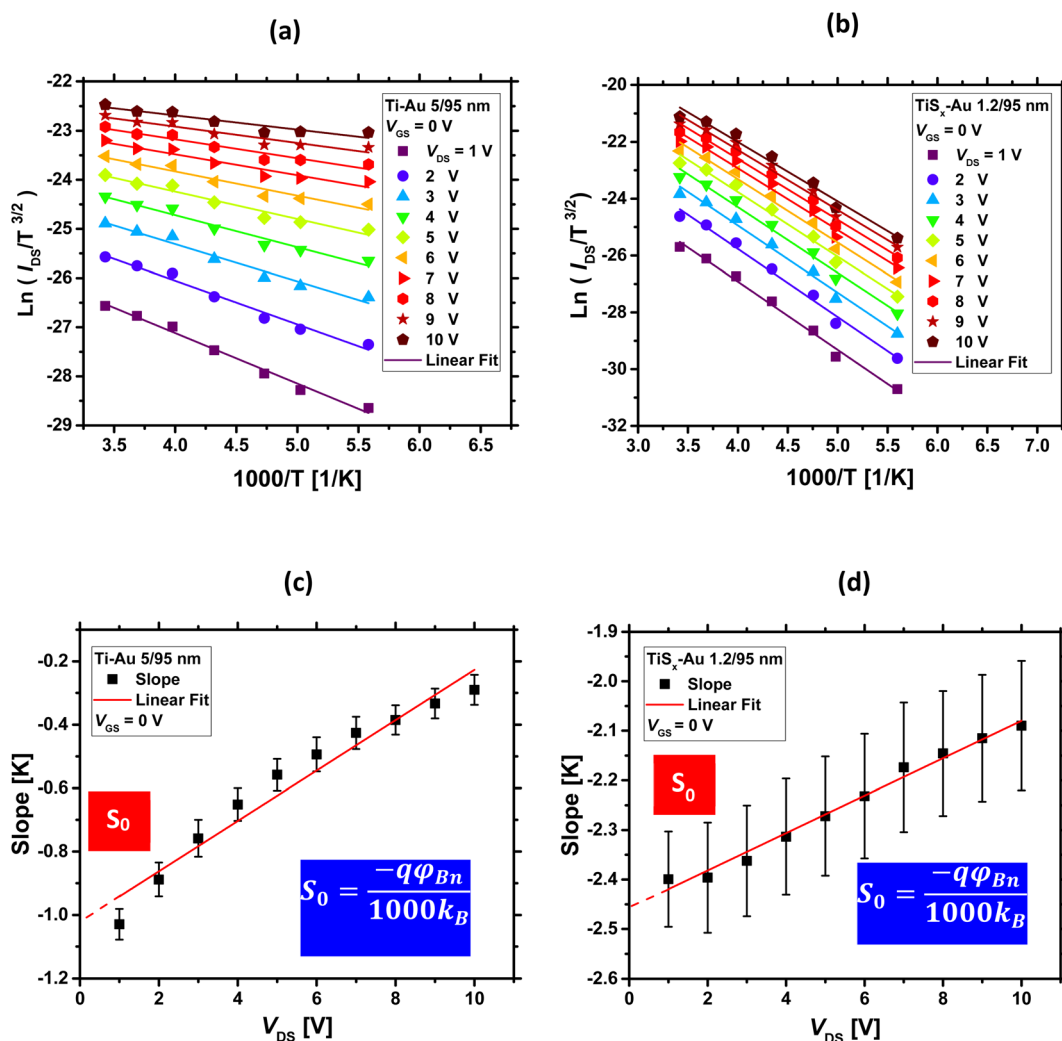 (a)
Ln ( I_DS/T^3/2)
-22
-23
-24
-25
-26
-27
-28
-29
3.5 4.0 4.5 5.0 5.5 6.0 6.5
1000/T [1/K]
Ti-Au 5/95 nm
V_GS = 0 V
V_DS = 1 V
2 V
3 V
4 V
5 V
6 V
7 V
8 V
9 V
10 V
Linear Fit
(b)
Ln ( I_DS/T^3/2)
-20
-22
-24
-26
-28
-30
-32
3.0 3.5 4.0 4.5 5.0 5.5 6.0 6.5 7.0
1000/T [1/K]
TiS_x-Au 1.2/95 nm
V_GS = 0 V
V_DS = 1 V
2 V
3 V
4 V
5 V
6 V
7 V
8 V
9 V
10 V
Linear Fit
(c)
Slope [K]
-0.2
-0.4
-0.6
-0.8
-1.0
-1.2
0 2 4 6 8 10
V_DS [V]
Ti-Au 5/95 nm
Slope
Linear Fit
V_GS = 0 V
S_0
S_0 = -qφ_Bn / 1000k_B
(d)
Slope [K]
-1.9
-2.0
-2.1
-2.2
-2.3
-2.4
-2.5
-2.6
0 2 4 6 8 10
V_DS [V]
TiS_x-Au 1.2/95 nm
Slope
Linear Fit
V_GS = 0 V
S_0
S_0 = -qφ_Bn / 1000k_B